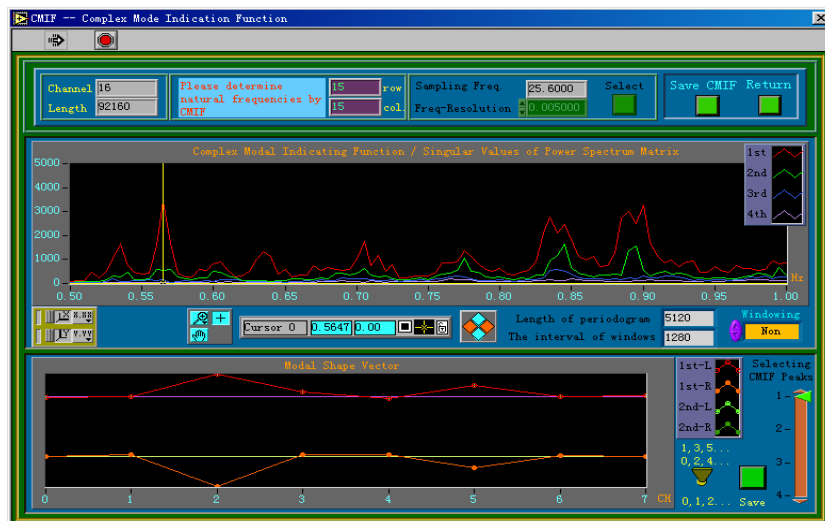 CMIF -- Complex Mode Indication Function
Channel 16
Length 92160
Please determine
natural frequencies by
CMIF
15 row
15 col.
Sampling Freq. 25.6000
Freq-Resolution 0.005000
Select
Save CMIF Return
Complex Modal Indicating Function / Singular Values of Power Spectrum Matrix
5000
4000
3000
2000
1000
0
0.50 0.55 0.60 0.65 0.70 0.75 0.80 0.85 0.90 0.95 1.00
Hz
1st
2nd
3rd
4th
X X.XX
Y Y.YY
Cursor 0 0.5647 0.00
Length of periodogram 5120
The interval of windows 1280
Windowing
Non
Modal Shape Vector
0 1 2 3 4 5 6 7 CH
1st-L
1st-R
2nd-L
2nd-R
1,3,5...
0,2,4...
0,1,2... Save
Selecting
CMIF Peaks
1
2
3
4